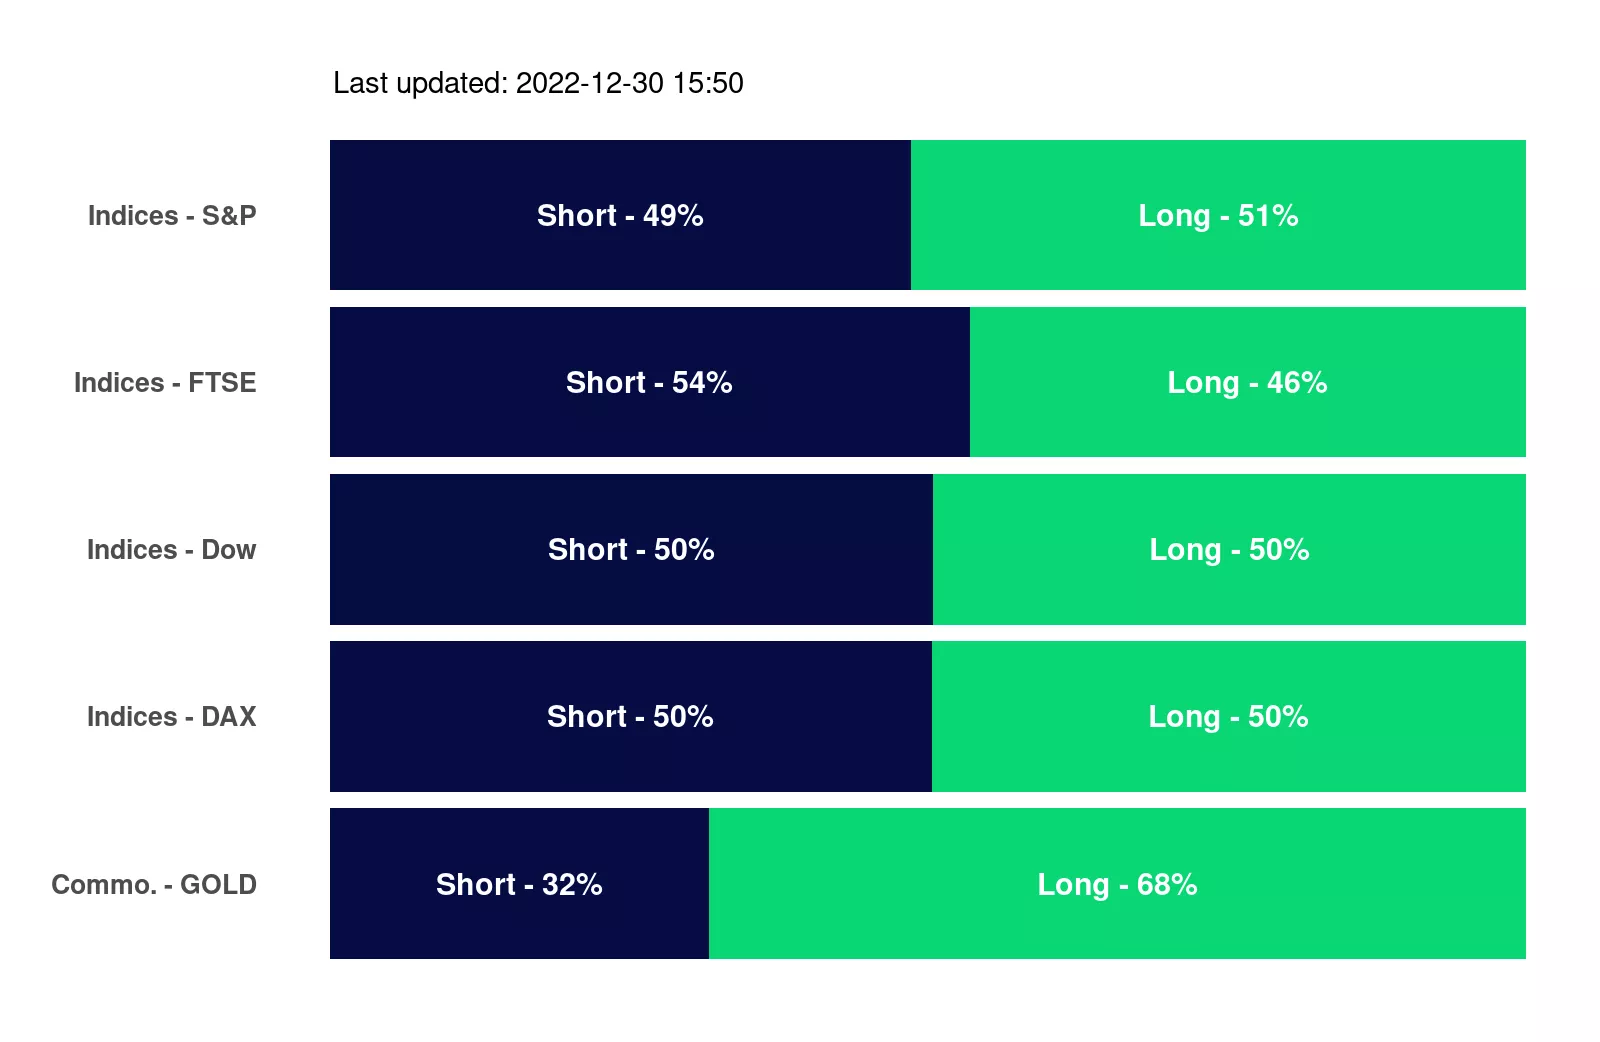 Last updated: 2022-12-30 15:50
Indices - S&P Short - 49% Long - 51%
Indices - FTSE Short - 54% Long - 46%
Indices - Dow Short - 50% Long - 50%
Indices - DAX Short - 50% Long - 50%
Commo. - GOLD Short - 32% Long - 68%